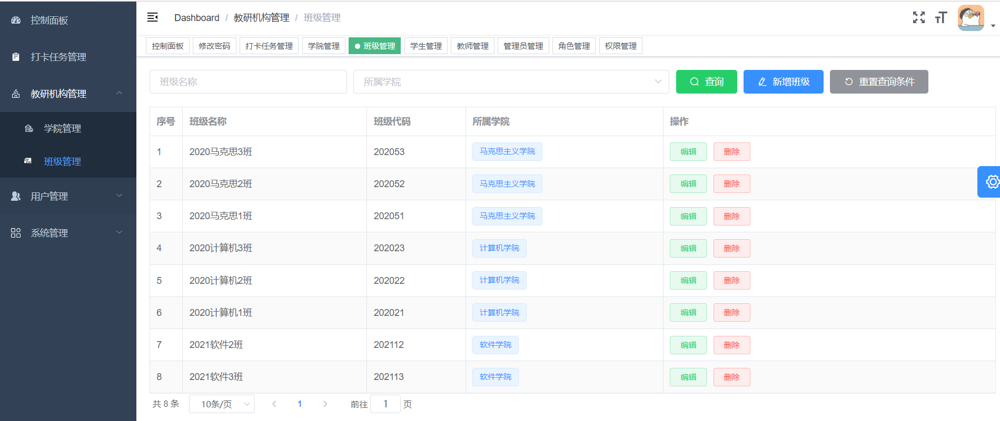 控制面板
打卡任务管理
教研机构管理
学院管理
班级管理
用户管理
系统管理
Dashboard / 教研机构管理 / 班级管理
控制面板 修改密码 打卡任务管理 学院管理 班级管理 学生管理 教师管理 管理员管理 角色管理 权限管理
班级名称 所属学院 查询 新增班级 重置查询条件
序号 班级名称 班级代码 所属学院 操作
1 2020马克思3班 202053 马克思主义学院 编辑 删除
2 2020马克思2班 202052 马克思主义学院 编辑 删除
3 2020马克思1班 202051 马克思主义学院 编辑 删除
4 2020计算机3班 202023 计算机学院 编辑 删除
5 2020计算机2班 202022 计算机学院 编辑 删除
6 2020计算机1班 202021 计算机学院 编辑 删除
7 2021软件2班 202112 软件学院 编辑 删除
8 2021软件3班 202113 软件学院 编辑 删除
共 8 条 10条/页 1 前往 1 页